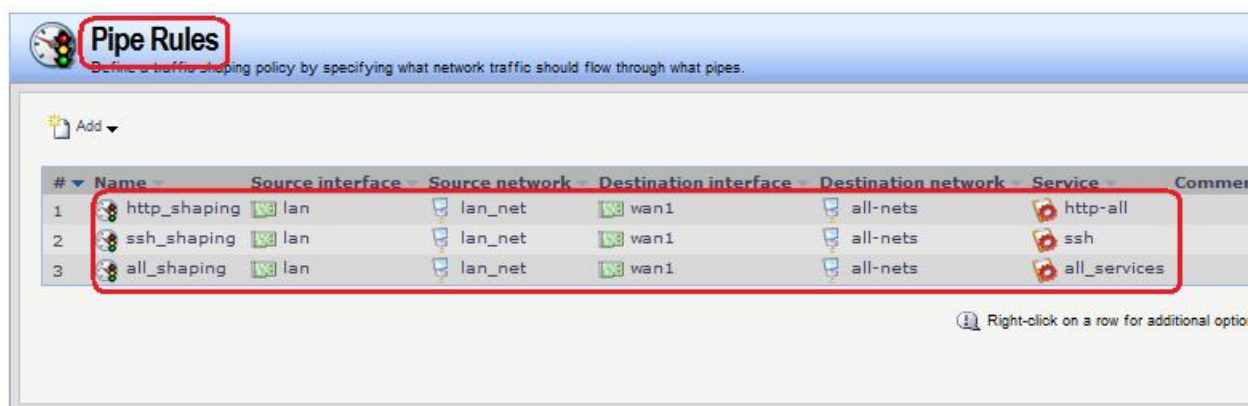 Pipe Rules
Define a traffic shaping policy by specifying what network traffic should flow through what pipes.
Add
# Name Source interface Source network Destination interface Destination network Service Commen
1 http_shaping lan lan_net wan1 all-nets http-all
2 ssh_shaping lan lan_net wan1 all-nets ssh
3 all_shaping lan lan_net wan1 all-nets all_services
Right-click on a row for additional optio